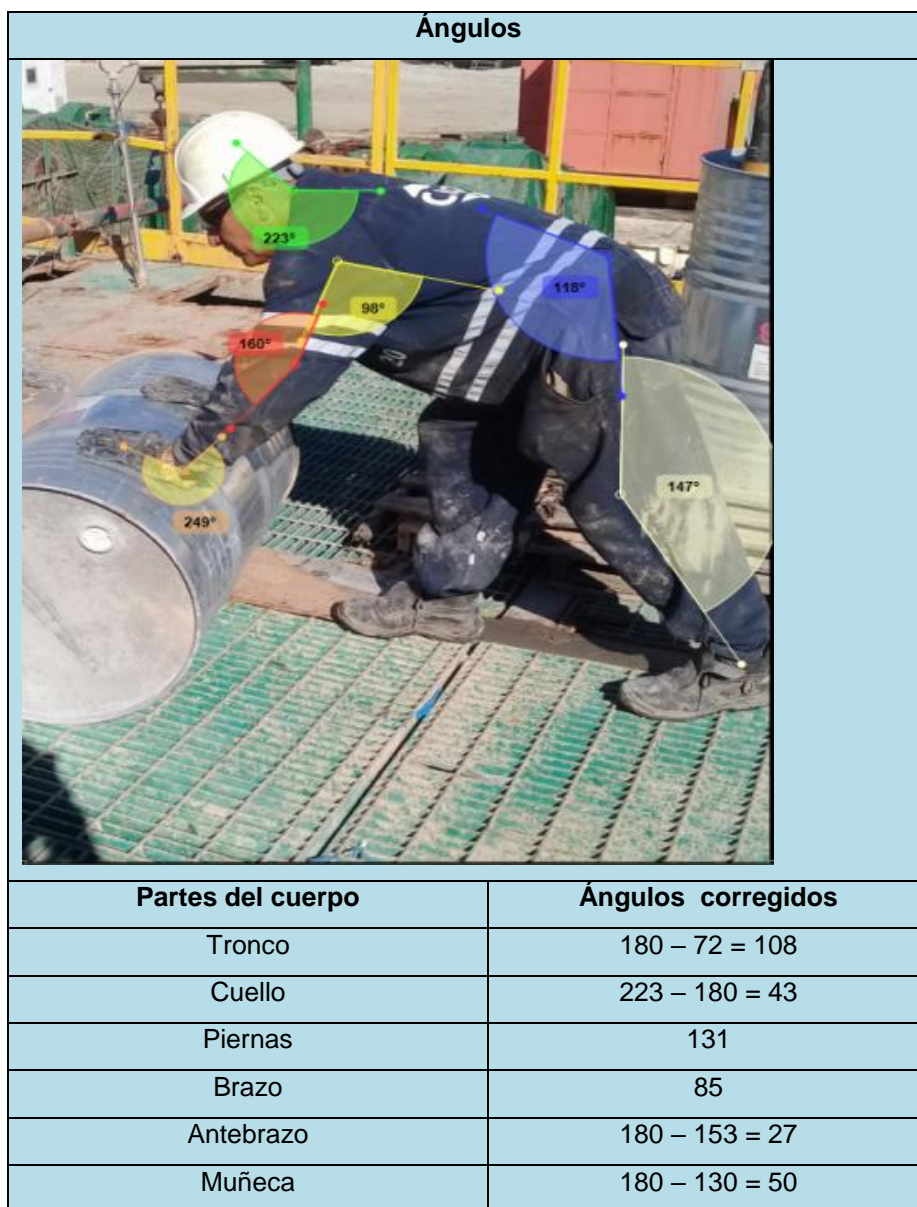 Ángulos
223°
98°
118°
160°
20
147°
249°
Partes del cuerpo Ángulos corregidos
Tronco 180 – 72 = 108
Cuello 223 – 180 = 43
Piernas 131
Brazo 85
Antebrazo 180 – 153 = 27
Muñeca 180 – 130 = 50